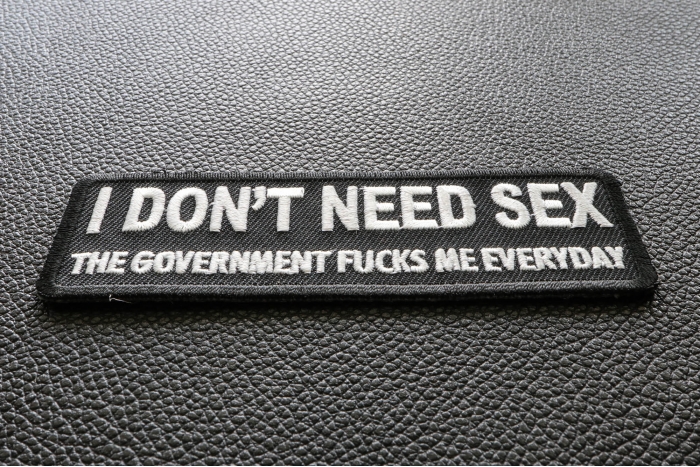 I DON'T NEED SEX
THE GOVERNMENT FUCKS ME EVERYDAY